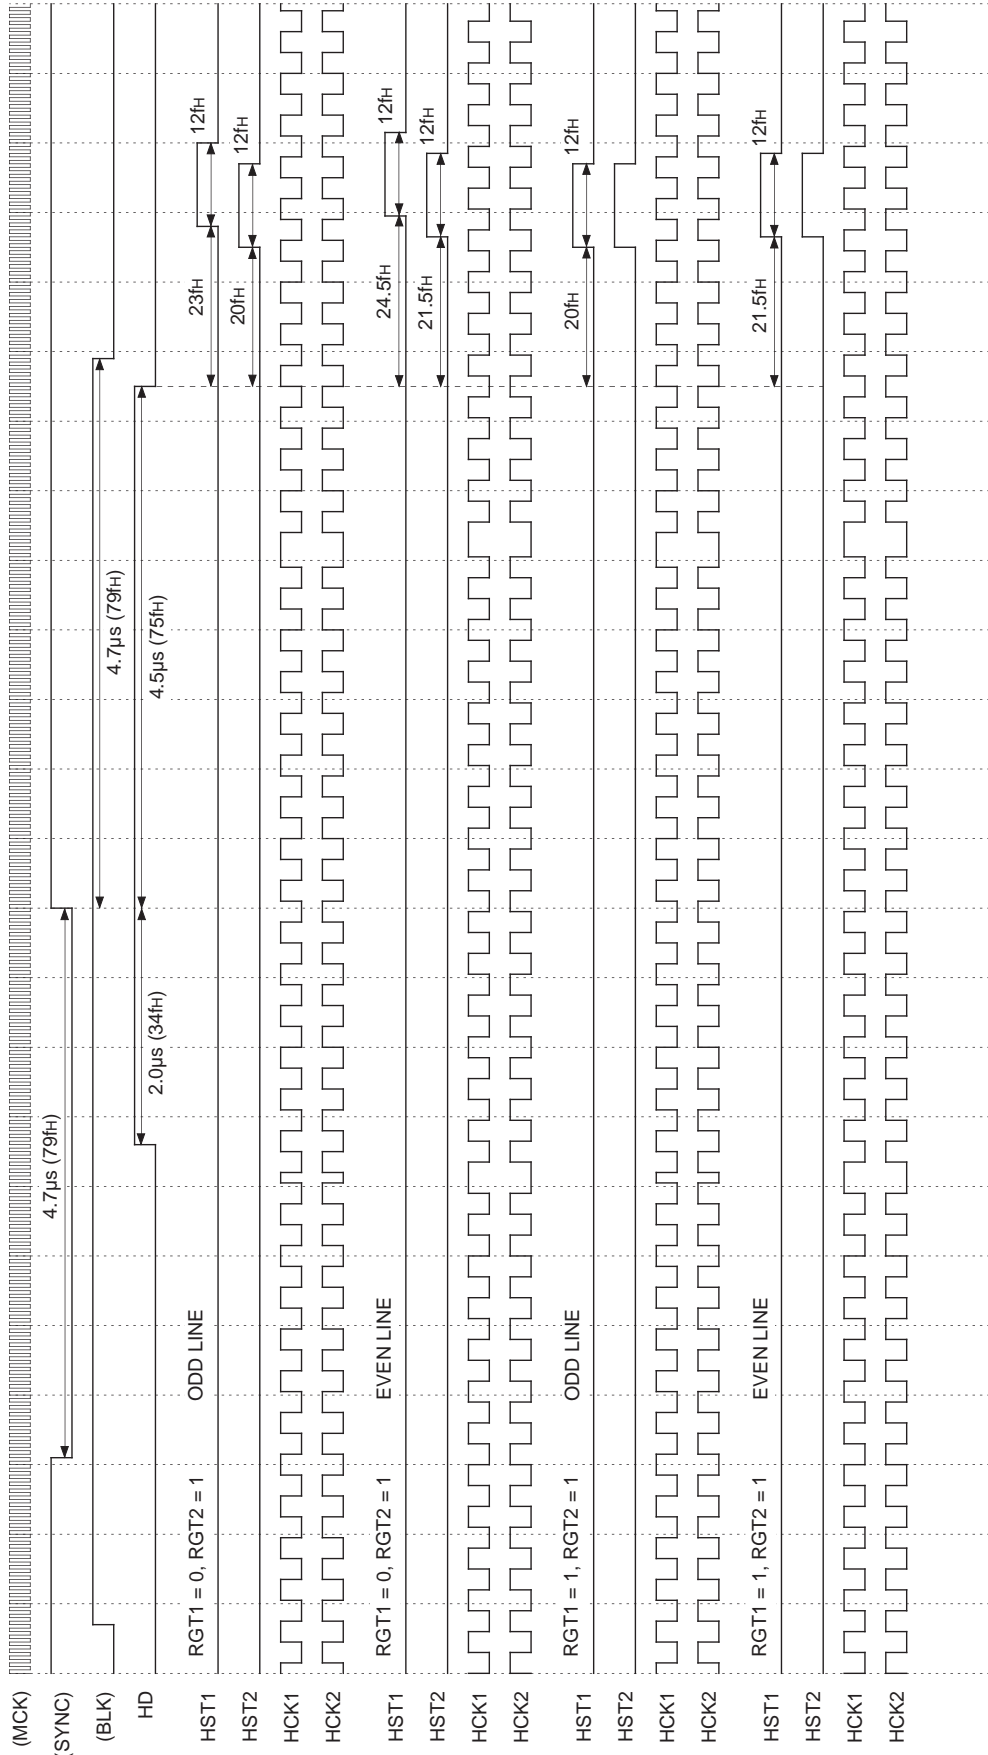 (MCK)
(SYNC)
4.7µs (79fH)
(BLK)
4.7µs (79fH)
HD
2.0µs (34fH)
4.5µs (75fH)
RGT1 = 0, RGT2 = 1
ODD LINE
HST1
23fH
12fH
HST2
20fH
12fH
HCK1
HCK2
RGT1 = 0, RGT2 = 1
EVEN LINE
HST1
24.5fH
12fH
HST2
21.5fH
12fH
HCK1
HCK2
RGT1 = 1, RGT2 = 1
ODD LINE
HST1
20fH
12fH
HST2
HCK1
HCK2
RGT1 = 1, RGT2 = 1
EVEN LINE
HST1
21.5fH
12fH
HST2
HCK1
HCK2